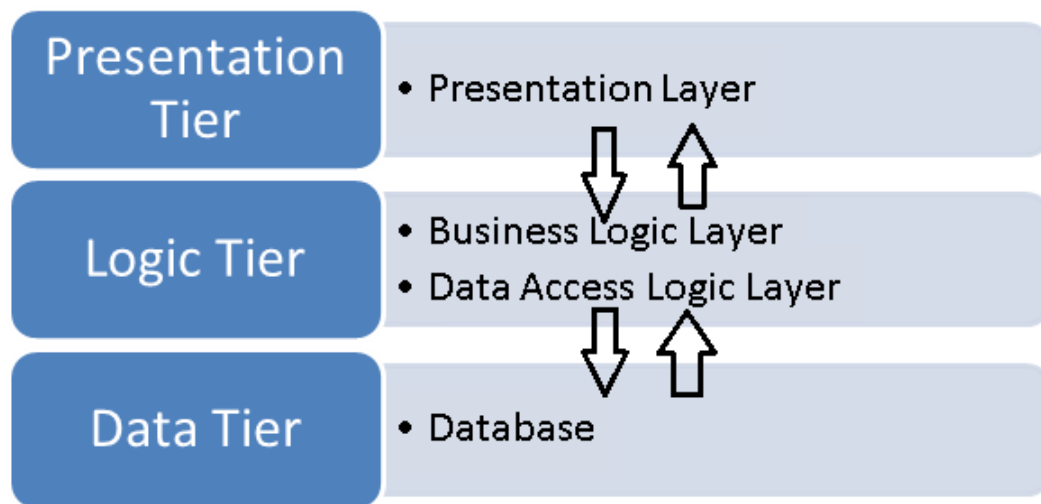 Presentation
Tier
• Presentation Layer
Logic Tier
• Business Logic Layer
• Data Access Logic Layer
Data Tier
• Database